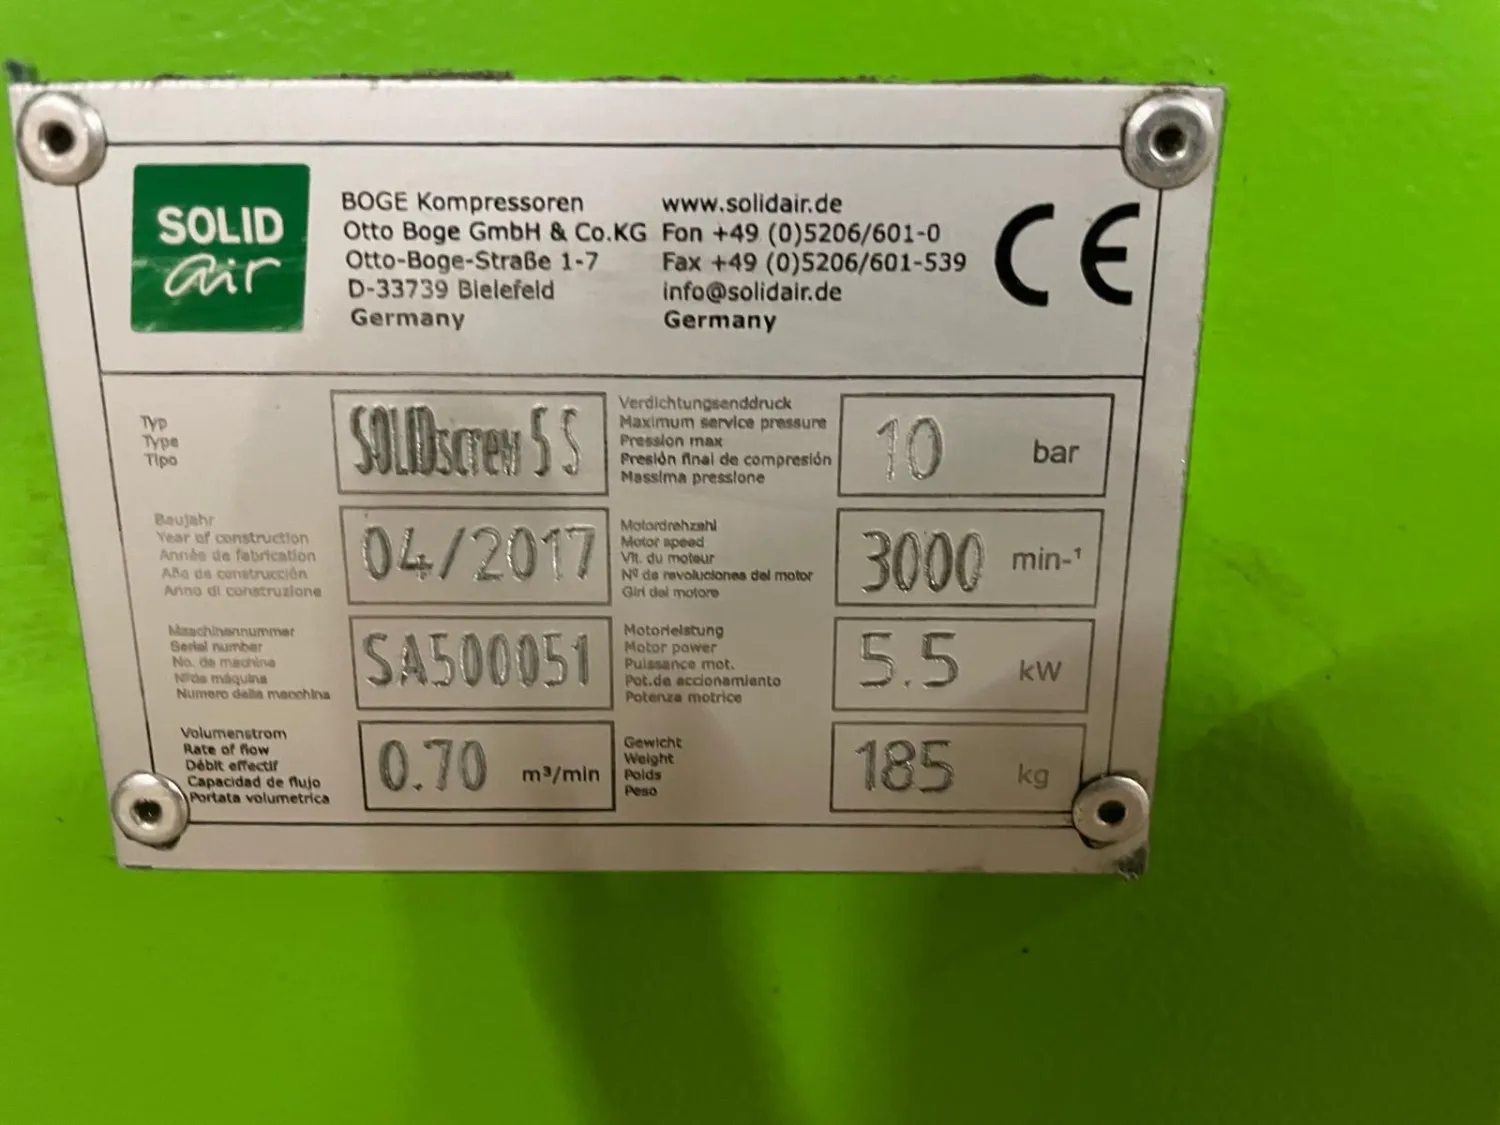 SOLID
air
BOGE Kompressoren
Otto Boge GmbH & Co.KG
Otto-Boge-Straße 1-7
D-33739 Bielefeld
Germany
www.solidair.de
Fon +49 (0)5206/601-0
Fax +49 (0)5206/601-539
info@solidair.de
Germany
CE
Typ
Type
Tipo
SOLIDscrew 5 S
Verdichtungsenddruck
Maximum service pressure
Pression max
Presión final de compresión
Massima pressione
10 bar
Baujahr
Year of construction
Année de fabrication
Año de construcción
Anno di construzione
04/2017
Motordrehzahl
Motor speed
Vit. du moteur
Nº de revoluciones del motor
Giri del motore
3000 min-¹
Maschinennummer
Serial number
No. de machine
Nºde máquina
Numero della macchina
SA500051
Motorleistung
Motor power
Puissance mot.
Pot.de accionamiento
Potenza motrice
5.5 kW
Volumenstrom
Rate of flow
Débit effectif
Capacidad de flujo
Portata volumetrica
0.70 m³/min
Gewicht
Weight
Poids
Peso
185 kg